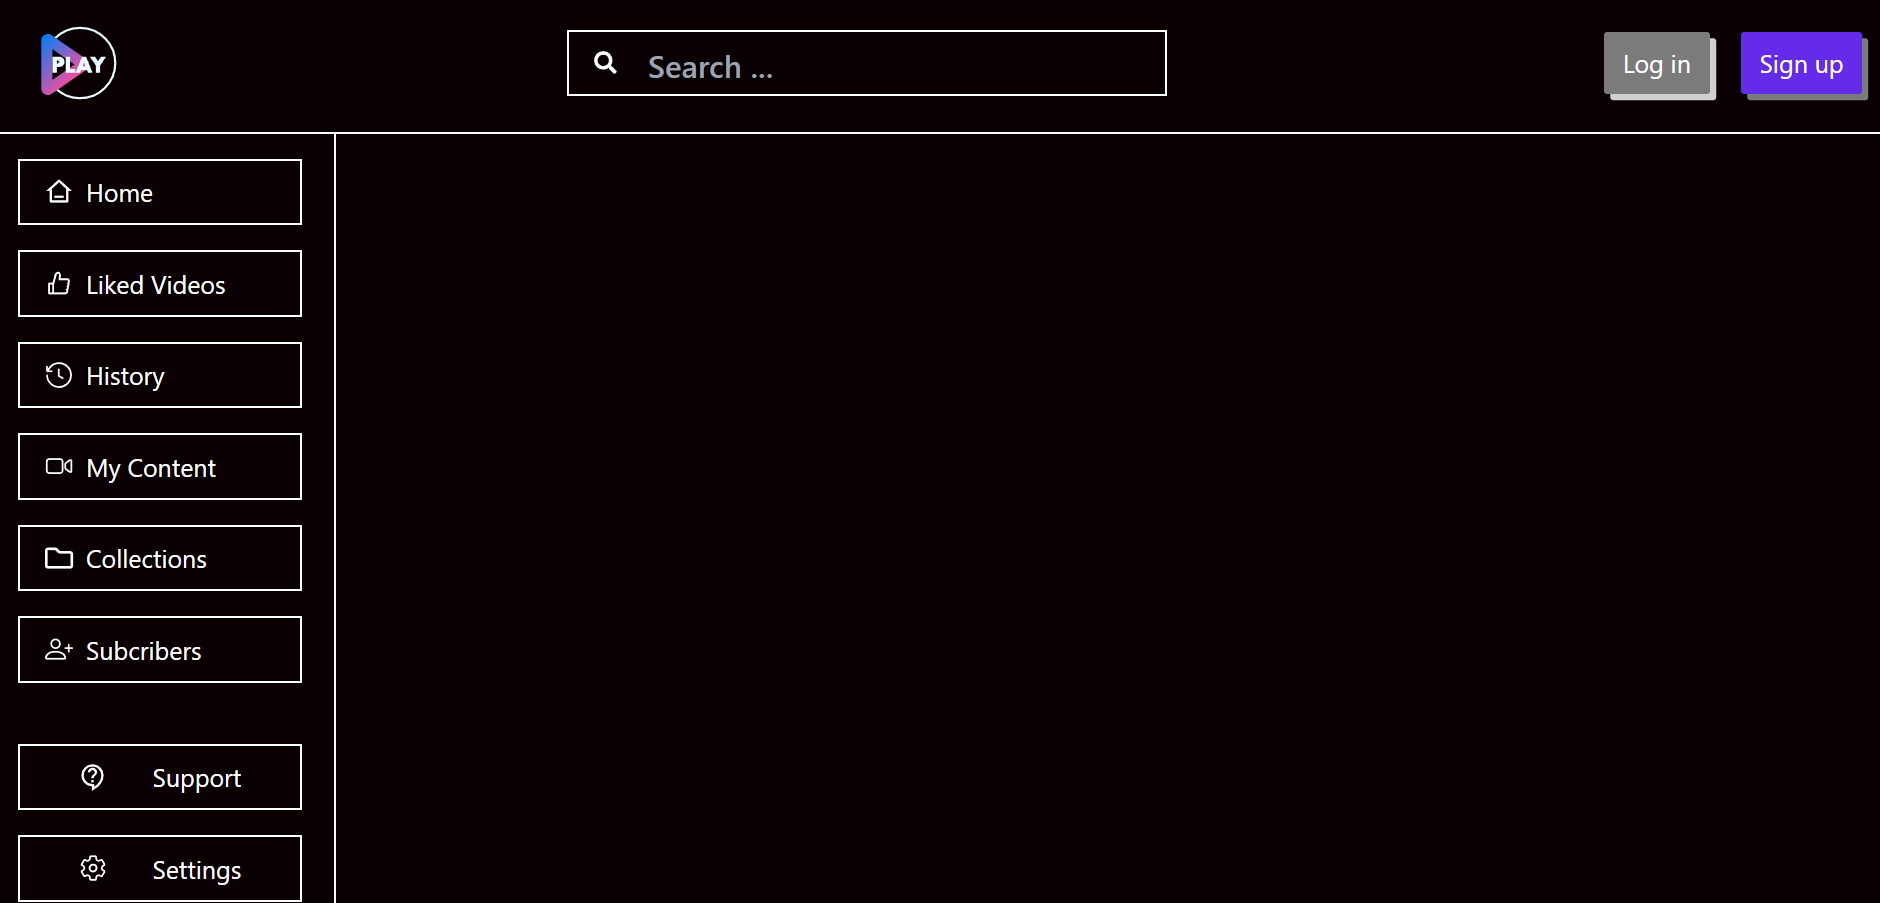 PLAY
Search ...
Log in
Sign up
Home
Liked Videos
History
My Content
Collections
Subcribers
Support
Settings